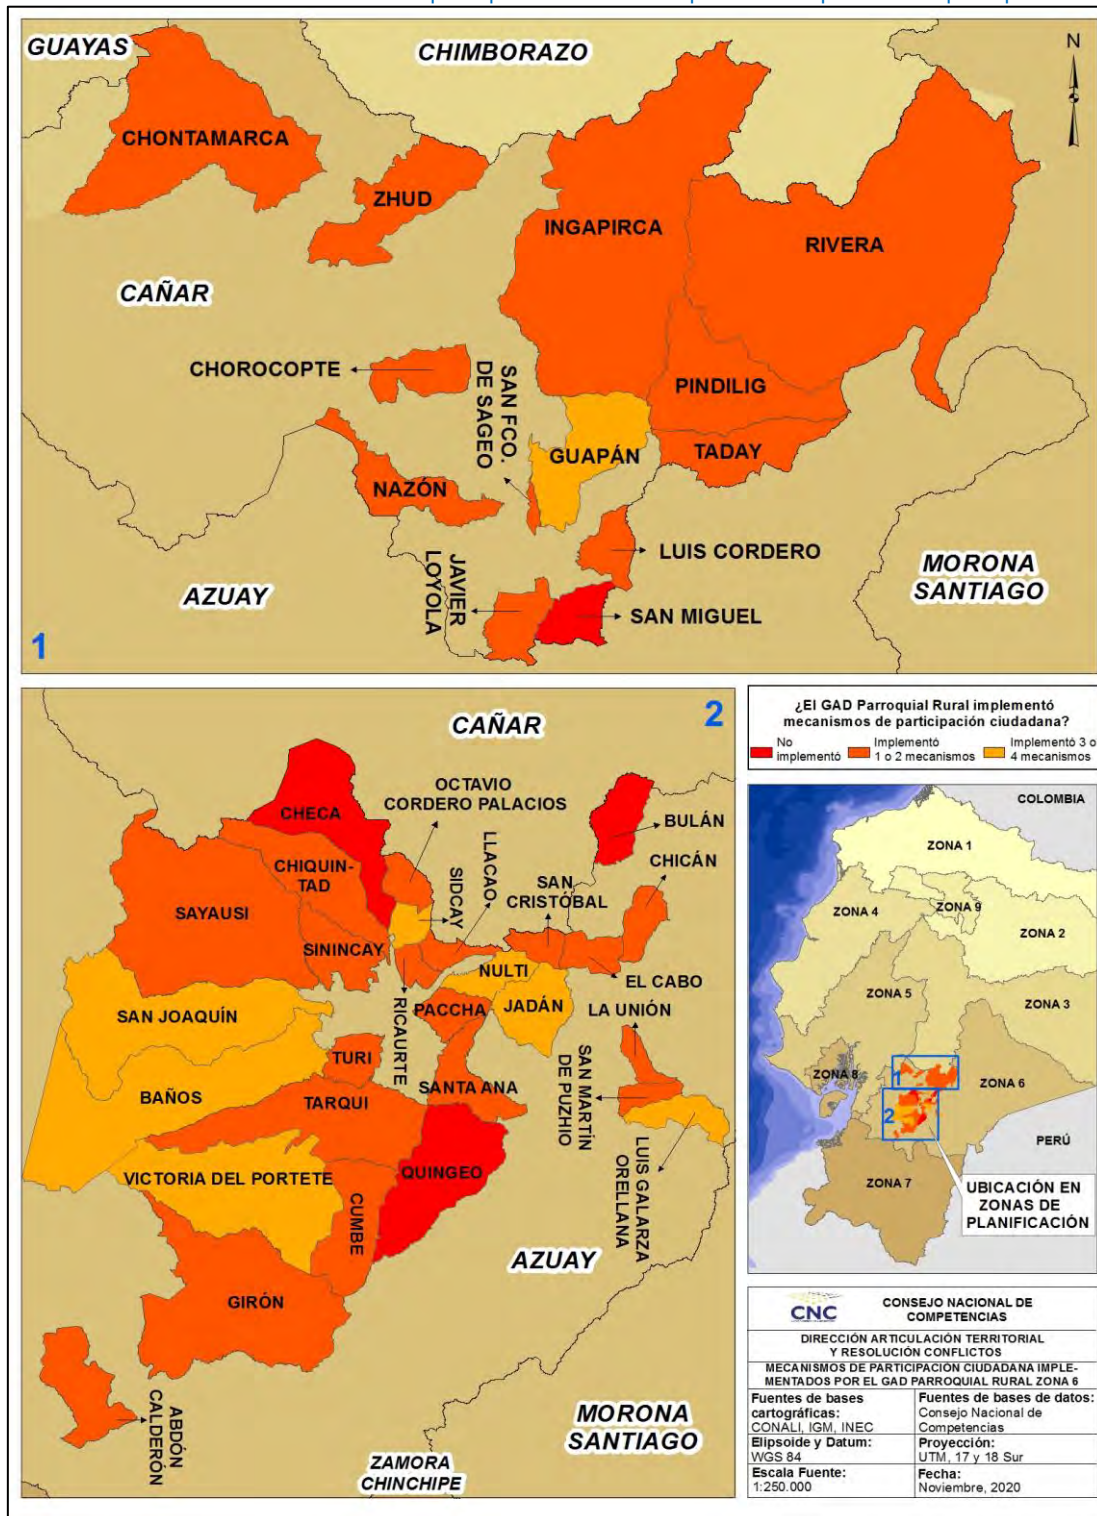 GUAYAS
CHIMBORAZO
N
CHONTAMARCA
ZHUD
INGAPIRCA
RIVERA
CAÑAR
CHOROCOPTE
SAN FCO.
DE SAGEO
PINDILIG
GUAPÁN
TADAY
NAZÓN
LUIS CORDERO
JAVIER
LOYOLA
MORONA
SANTIAGO
AZUAY
SAN MIGUEL
1
CAÑAR
2
OCTAVIO
CORDERO PALACIOS
CHECA
BULÁN
LLACAO
CHICÁN
CHIQUIN-
TAD
SIDCAY
SAN
CRISTÓBAL
SAYAUSI
SININCAY
NULTI
EL CABO
JADÁN
PACCHA
RICAURTE
LA UNIÓN
SAN JOAQUÍN
TURI
SANTA ANA
SAN MARTÍN
DE PUZHIO
BAÑOS
TARQUI
QUINGEO
LUIS GALARZA
ORELLANA
VICTORIA DEL PORTETE
CUMBE
AZUAY
GIRÓN
ABDÓN
CALDERÓN
MORONA
SANTIAGO
ZAMORA
CHINCHIPE
¿El GAD Parroquial Rural implementó
mecanismos de participación ciudadana?
No
implementó
Implementó
1 o 2 mecanismos
Implementó 3 o
4 mecanismos
COLOMBIA
ZONA 1
ZONA 4
ZONA 9
ZONA 2
ZONA 5
ZONA 3
ZONA 8
1
ZONA 6
2
PERÚ
ZONA 7
UBICACIÓN EN
ZONAS DE
PLANIFICACIÓN
CNC
CONSEJO NACIONAL DE
COMPETENCIAS
DIRECCIÓN ARTICULACIÓN TERRITORIAL
Y RESOLUCIÓN CONFLICTOS
MECANISMOS DE PARTICIPACIÓN CIUDADANA IMPLE-
MENTADOS POR EL GAD PARROQUIAL RURAL ZONA 6
Fuentes de bases
cartográficas:
CONALI, IGM, INEC
Fuentes de bases de datos:
Consejo Nacional de
Competencias
Elipsoide y Datum:
WGS 84
Proyección:
UTM, 17 y 18 Sur
Escala Fuente:
1:250.000
Fecha:
Noviembre, 2020